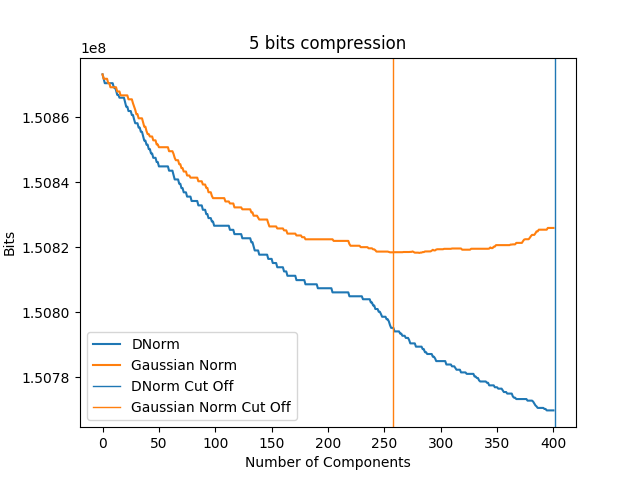 5 bits compression
1e8
1.5086
1.5084
1.5082
1.5080
1.5078
Bits
DNorm
Gaussian Norm
DNorm Cut Off
Gaussian Norm Cut Off
0 50 100 150 200 250 300 350 400
Number of Components